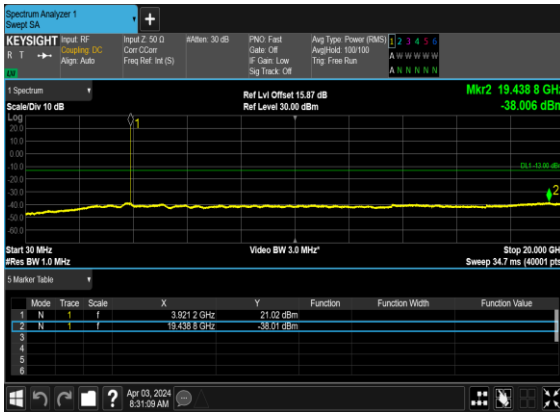 Spectrum Analyzer 1
Swept SA
+
KEYSIGHT Input: RF Input Z: 50 Ω #Atten: 30 dB PNO: Fast Avg Type: Power (RMS) 1 2 3 4 5 6
R T Coupling: DC Corr CCorr Gate: Off Avg|Hold: 100/100 A W W W W W
Align: Auto Freq Ref: Int (S) IF Gain: Low Trig: Free Run
Sig Track: Off A N N N N N
1 Spectrum Ref Lvl Offset 15.87 dB Mkr2 19.438 8 GHz
Scale/Div 10 dB Ref Level 30.00 dBm -38.006 dBm
Log
20.0
10.0
0.00
-10.0
DL1 -13.00 dBm
-20.0
-30.0
-40.0
-50.0
-60.0
1
2
Start 30 MHz Video BW 3.0 MHz* Stop 20.000 GHz
#Res BW 1.0 MHz Sweep 34.7 ms (40001 pts)
5 Marker Table
Mode Trace Scale X Y Function Function Width Function Value
1 N 1 f 3.921 2 GHz 21.02 dBm
2 N 1 f 19.438 8 GHz -38.01 dBm
3
4
5
6
? Apr 03, 2024
8:31:09 AM